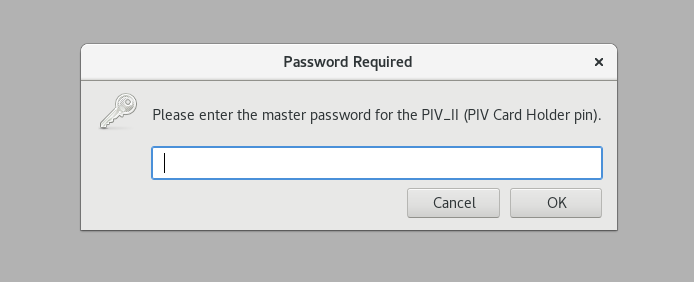 Password Required
Please enter the master password for the PIV_II (PIV Card Holder pin).
Cancel
OK